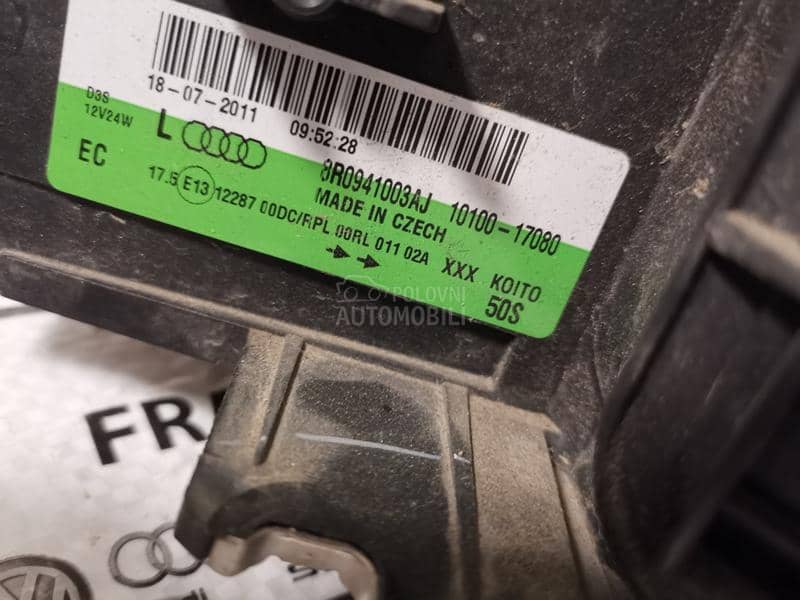 18-07-2011 09:52:28
D3S
12V24W
L
8R0941003AJ 10100-17080
EC
MADE IN CZECH
17.5 E13 12287 00DC/RPL 00RL 011 02A XXX KOITO
50S
POLOVNI
AUTOMOBILI
FRA